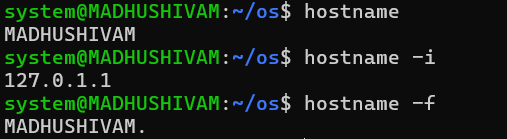 system@MADHUSHIVAM:~/os$ hostname
MADHUSHIVAM
system@MADHUSHIVAM:~/os$ hostname -i
127.0.1.1
system@MADHUSHIVAM:~/os$ hostname -f
MADHUSHIVAM.